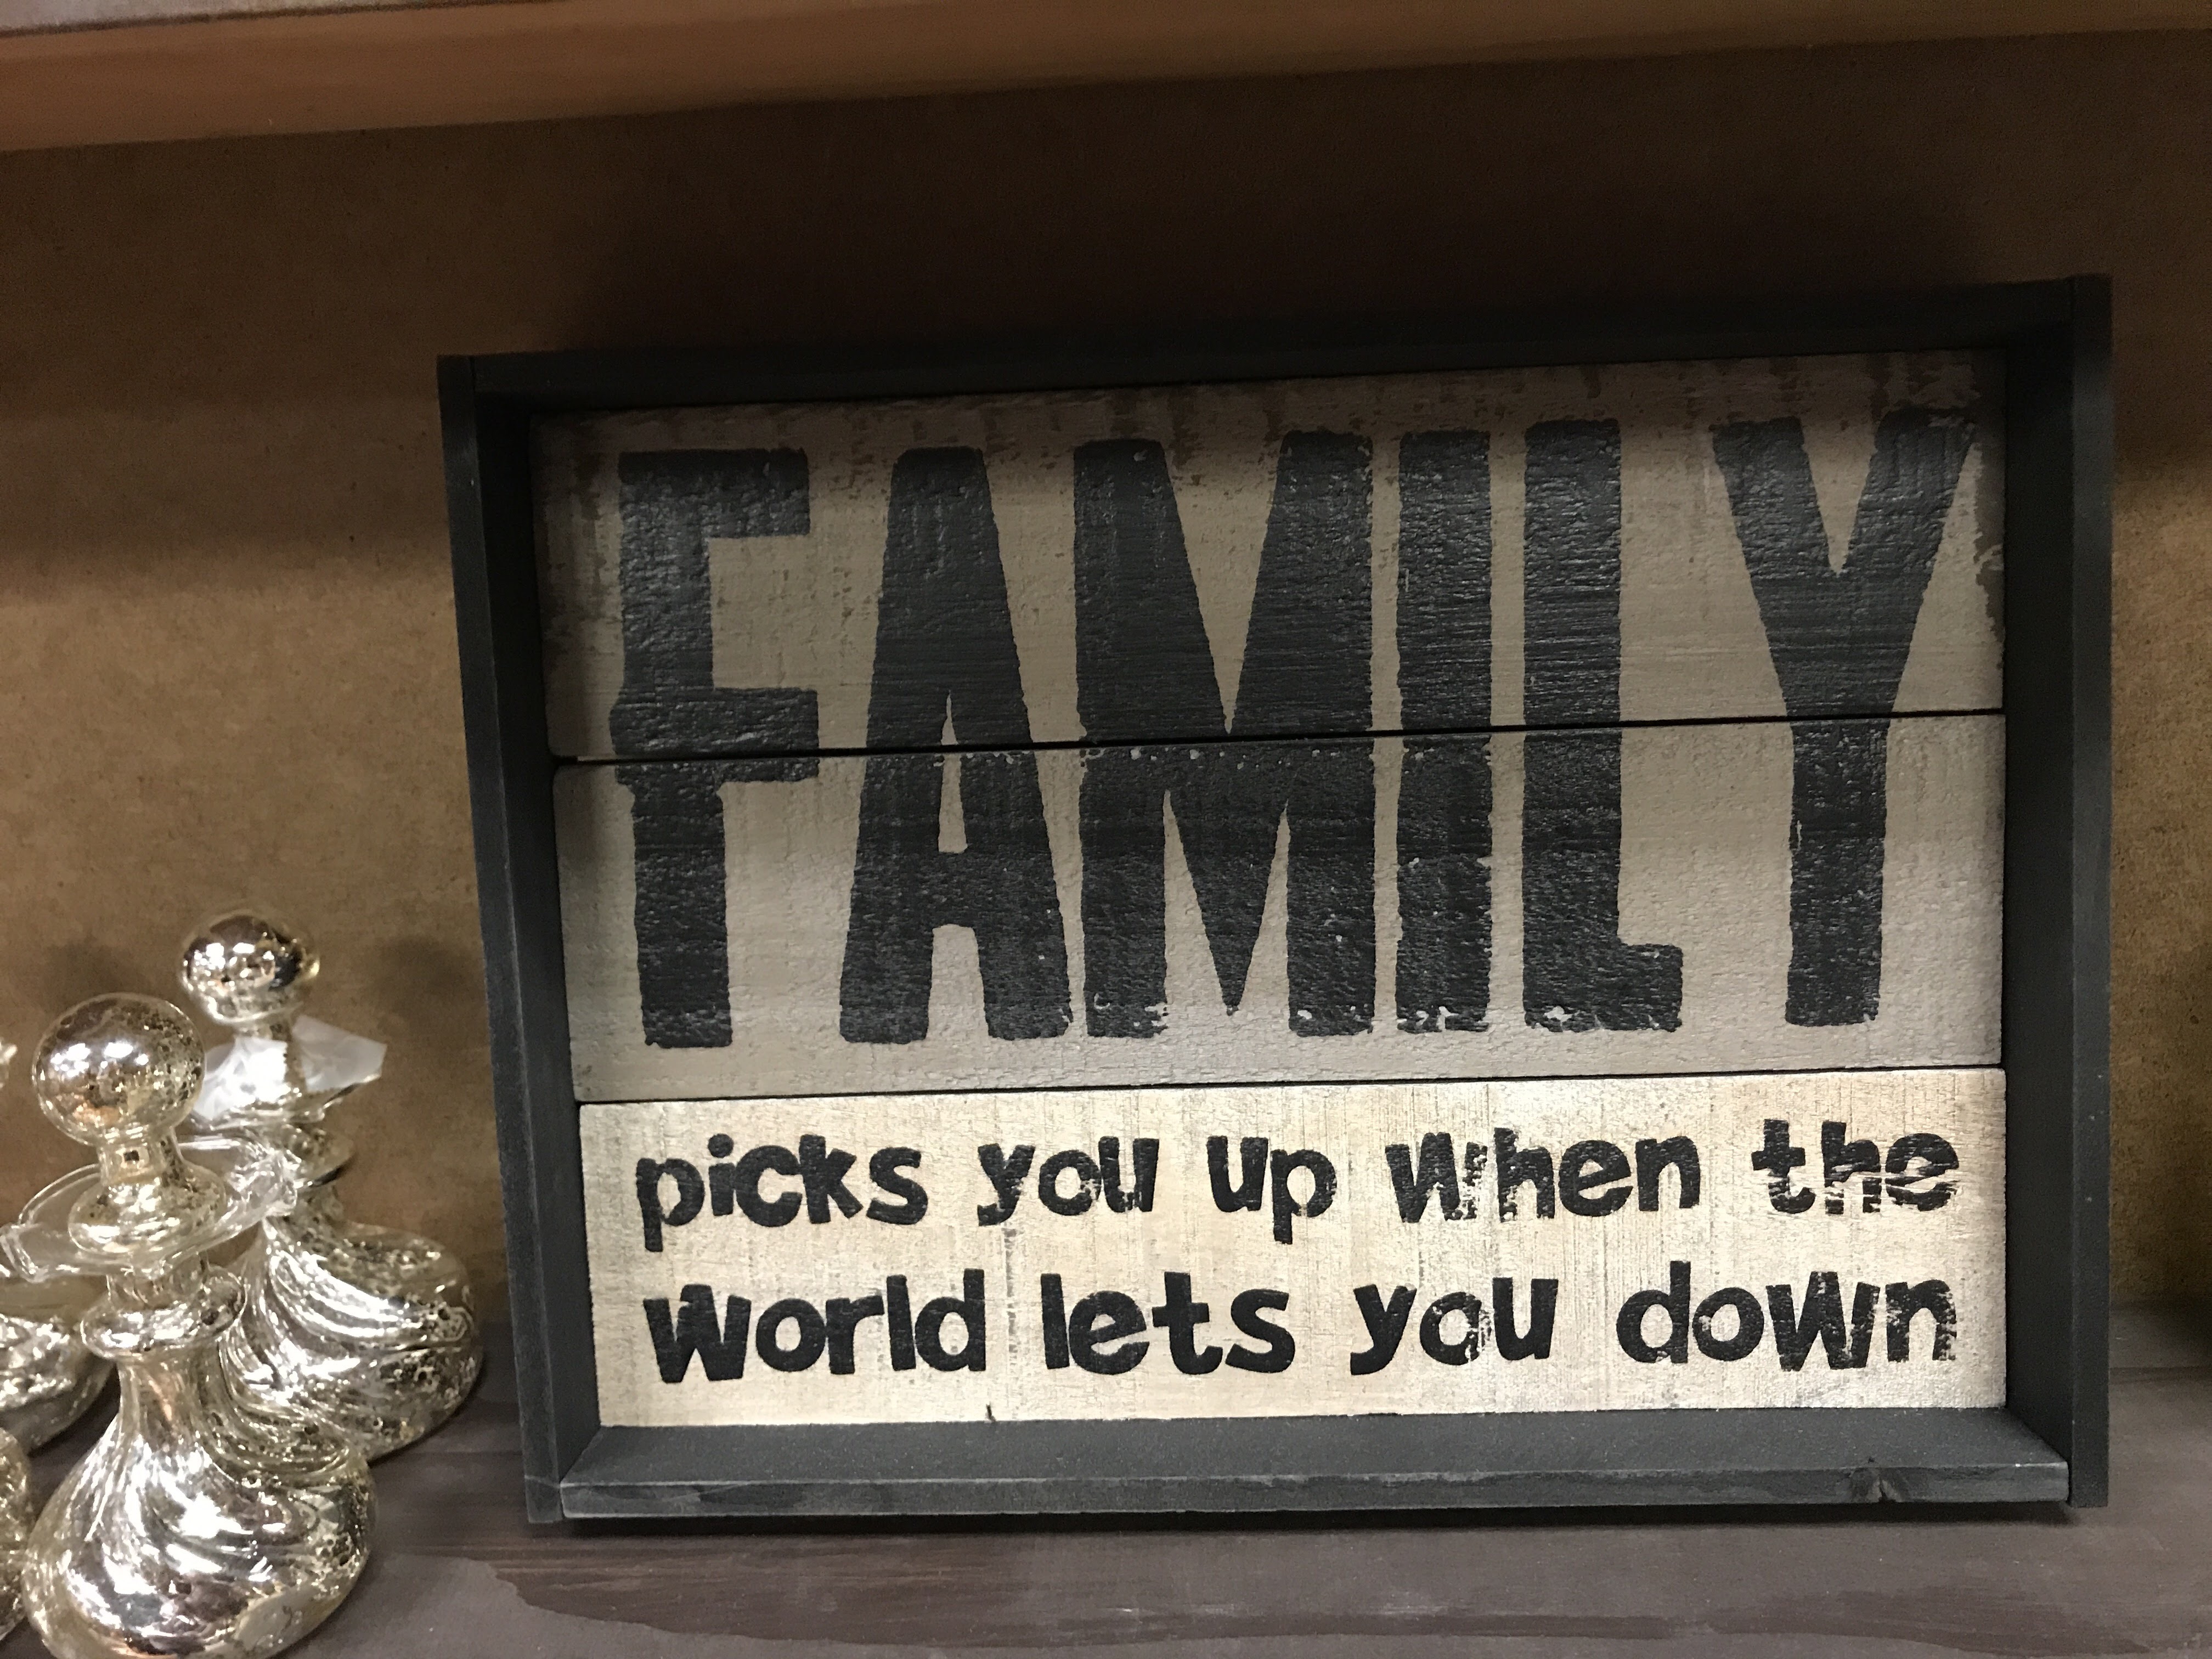 FAMILY
picks you up when the
world lets you down